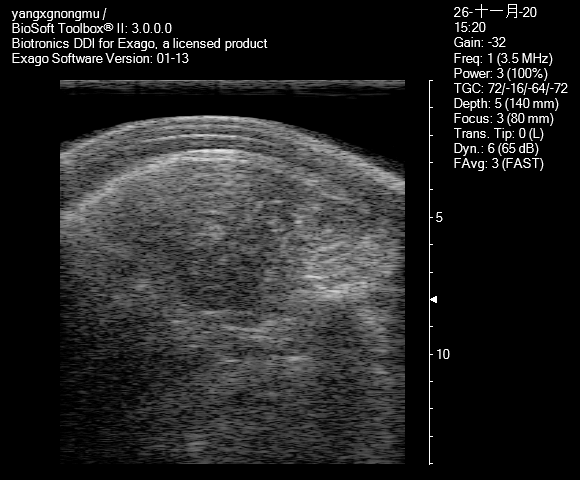 yangxgnongmu /
BioSoft Toolbox® II: 3.0.0.0
Biotronics DDI for Exago, a licensed product
Exago Software Version: 01-13
26-十一月-20
15:20
Gain: -32
Freq: 1 (3.5 MHz)
Power: 3 (100%)
TGC: 72/-16/-64/-72
Depth: 5 (140 mm)
Focus: 3 (80 mm)
Trans. Tip: 0 (L)
Dyn.: 6 (65 dB)
FAvg: 3 (FAST)
5
10